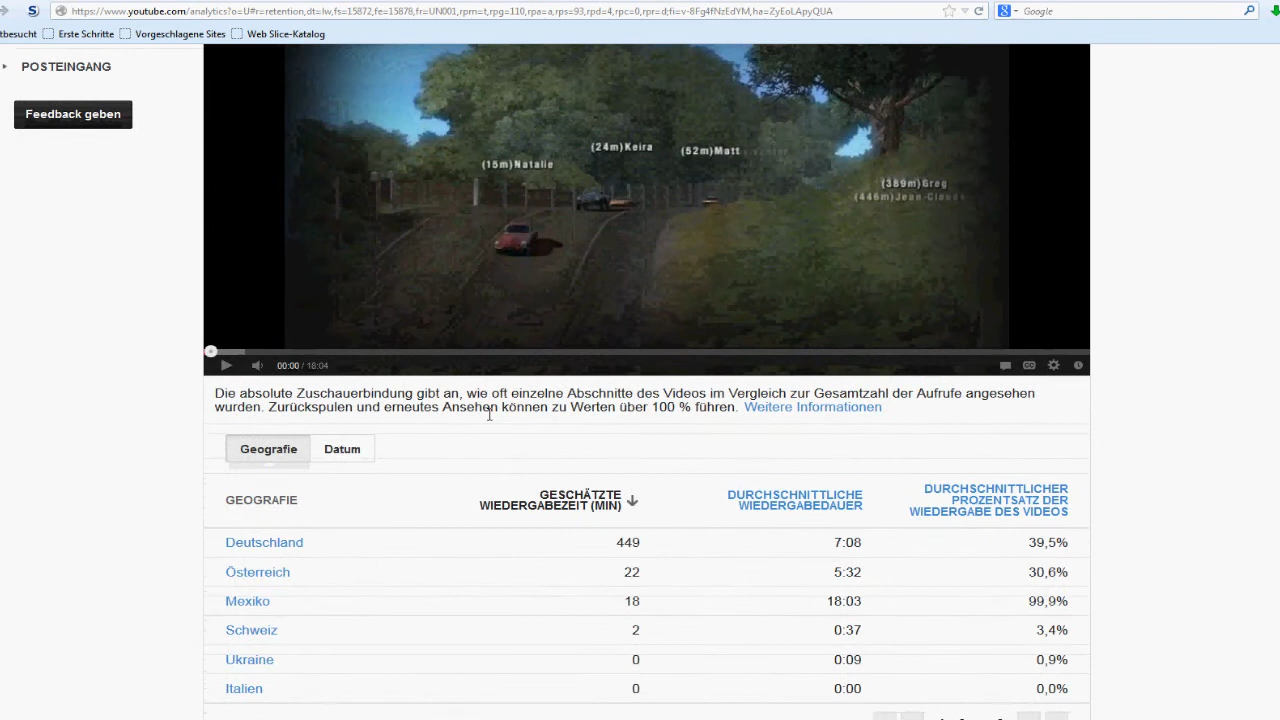 https://www.youtube.com/analytics?o=U#r=retention,dt=lw,fs=15872,fe=15878,fr=UN001,rpm=t,rpg=110,rpa=a,rps=93,rpd=4,rpc=0,rpr=d;fi=v-8Fg4fNzEdYM,ha=ZyEoLApyQUA
Google
tbesucht Erste Schritte Vorgeschlagene Sites Web Slice-Katalog
POSTEINGANG
Feedback geben
(24m)Keira
(52m)Matt
(15m)Natalie
(389m)Greg
(446m)Jean-Claude
00:00 / 18:04
Die absolute Zuschauerbindung gibt an, wie oft einzelne Abschnitte des Videos im Vergleich zur Gesamtzahl der Aufrufe angesehen
wurden. Zurückspulen und erneutes Ansehen können zu Werten über 100 % führen. Weitere Informationen
Geografie Datum
GEOGRAFIE
GESCHÄTZTE
WIEDERGABEZEIT (MIN)
DURCHSCHNITTLICHE
WIEDERGABEDAUER
DURCHSCHNITTLICHER
PROZENTSATZ DER
WIEDERGABE DES VIDEOS
Deutschland 449 7:08 39,5%
Österreich 22 5:32 30,6%
Mexiko 18 18:03 99,9%
Schweiz 2 0:37 3,4%
Ukraine 0 0:09 0,9%
Italien 0 0:00 0,0%